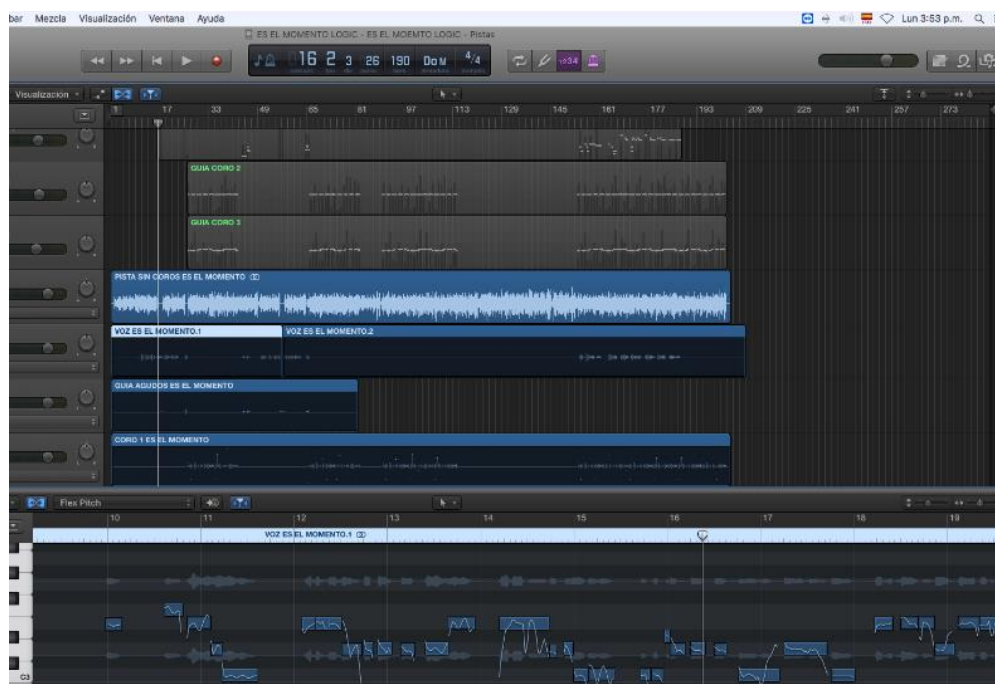 bar Mezcla Visualización Ventana Ayuda Lun 3:53 p.m.
ES EL MOMENTO LOGIC - ES EL MOEMTO LOGIC - Pistas
16 2 3 26 190 Do M 4/4
1234
Visualización
1 17 33 49 65 81 97 113 129 145 161 177 193 209 225 241 257 273
GUIA CORO 2
GUIA CORO 3
PISTA SIN COROS ES EL MOMENTO
VOZ ES EL MOMENTO.1 VOZ ES EL MOMENTO.2
GUIA AGUDOS ES EL MOMENTO
CORO 1 ES EL MOMENTO
Flex Pitch
10 11 12 13 14 15 16 17 18 19
VOZ ES EL MOMENTO.1
C3